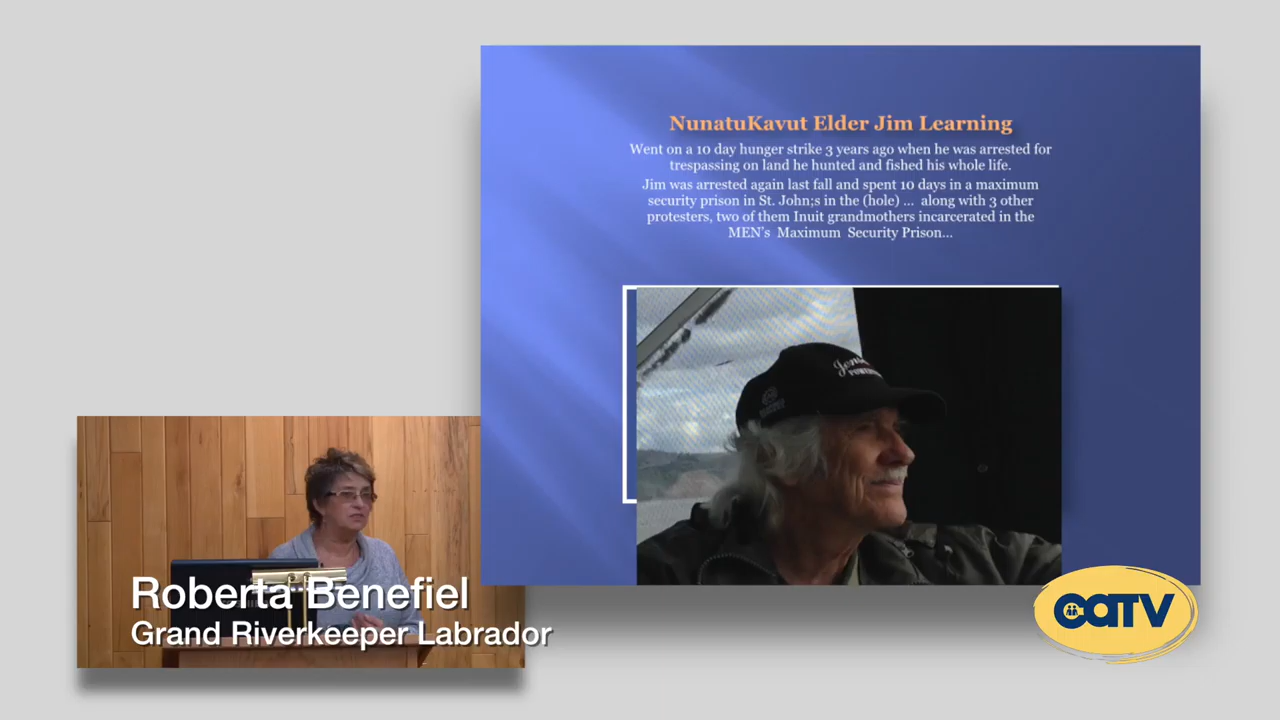 NunatuKavut Elder Jim Learning
Went on a 10 day hunger strike 3 years ago when he was arrested for
trespassing on land he hunted and fished his whole life.
Jim was arrested again last fall and spent 10 days in a maximum
security prison in St. John;s in the (hole) ... along with 3 other
protesters, two of them Inuit grandmothers incarcerated in the
MEN's Maximum Security Prison...
Roberta Benefiel
Grand Riverkeeper Labrador
CATV